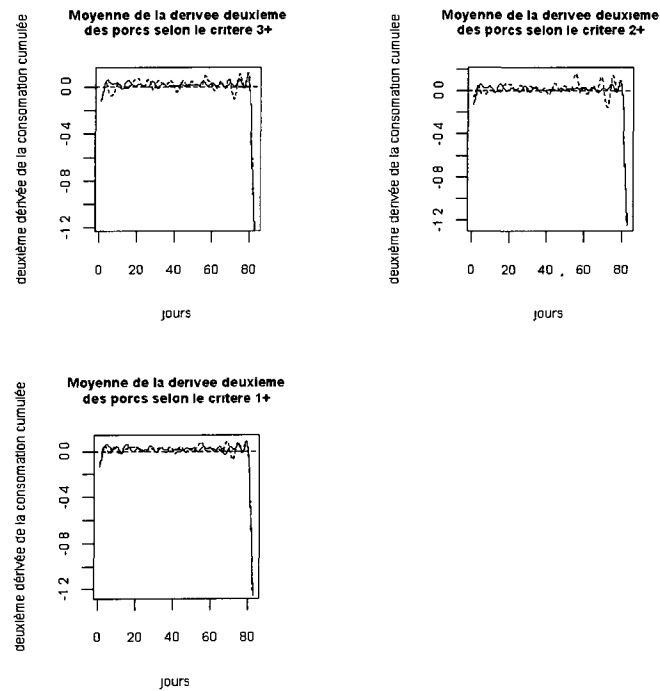 Moyenne de la derivee deuxieme
des porcs selon le critere 3+
deuxième dérivée de la consomation cumulée
0.0
-0.4
-0.8
-1.2
0 20 40 60 80
jours
Moyenne de la derivee deuxieme
des porcs selon le critere 2+
deuxième dérivée de la consomation cumulée
0.0
-0.4
-0.8
-1.2
0 20 40 60 80
jours
Moyenne de la derivee deuxieme
des porcs selon le critere 1+
deuxième dérivée de la consomation cumulée
0.0
-0.4
-0.8
-1.2
0 20 40 60 80
jours